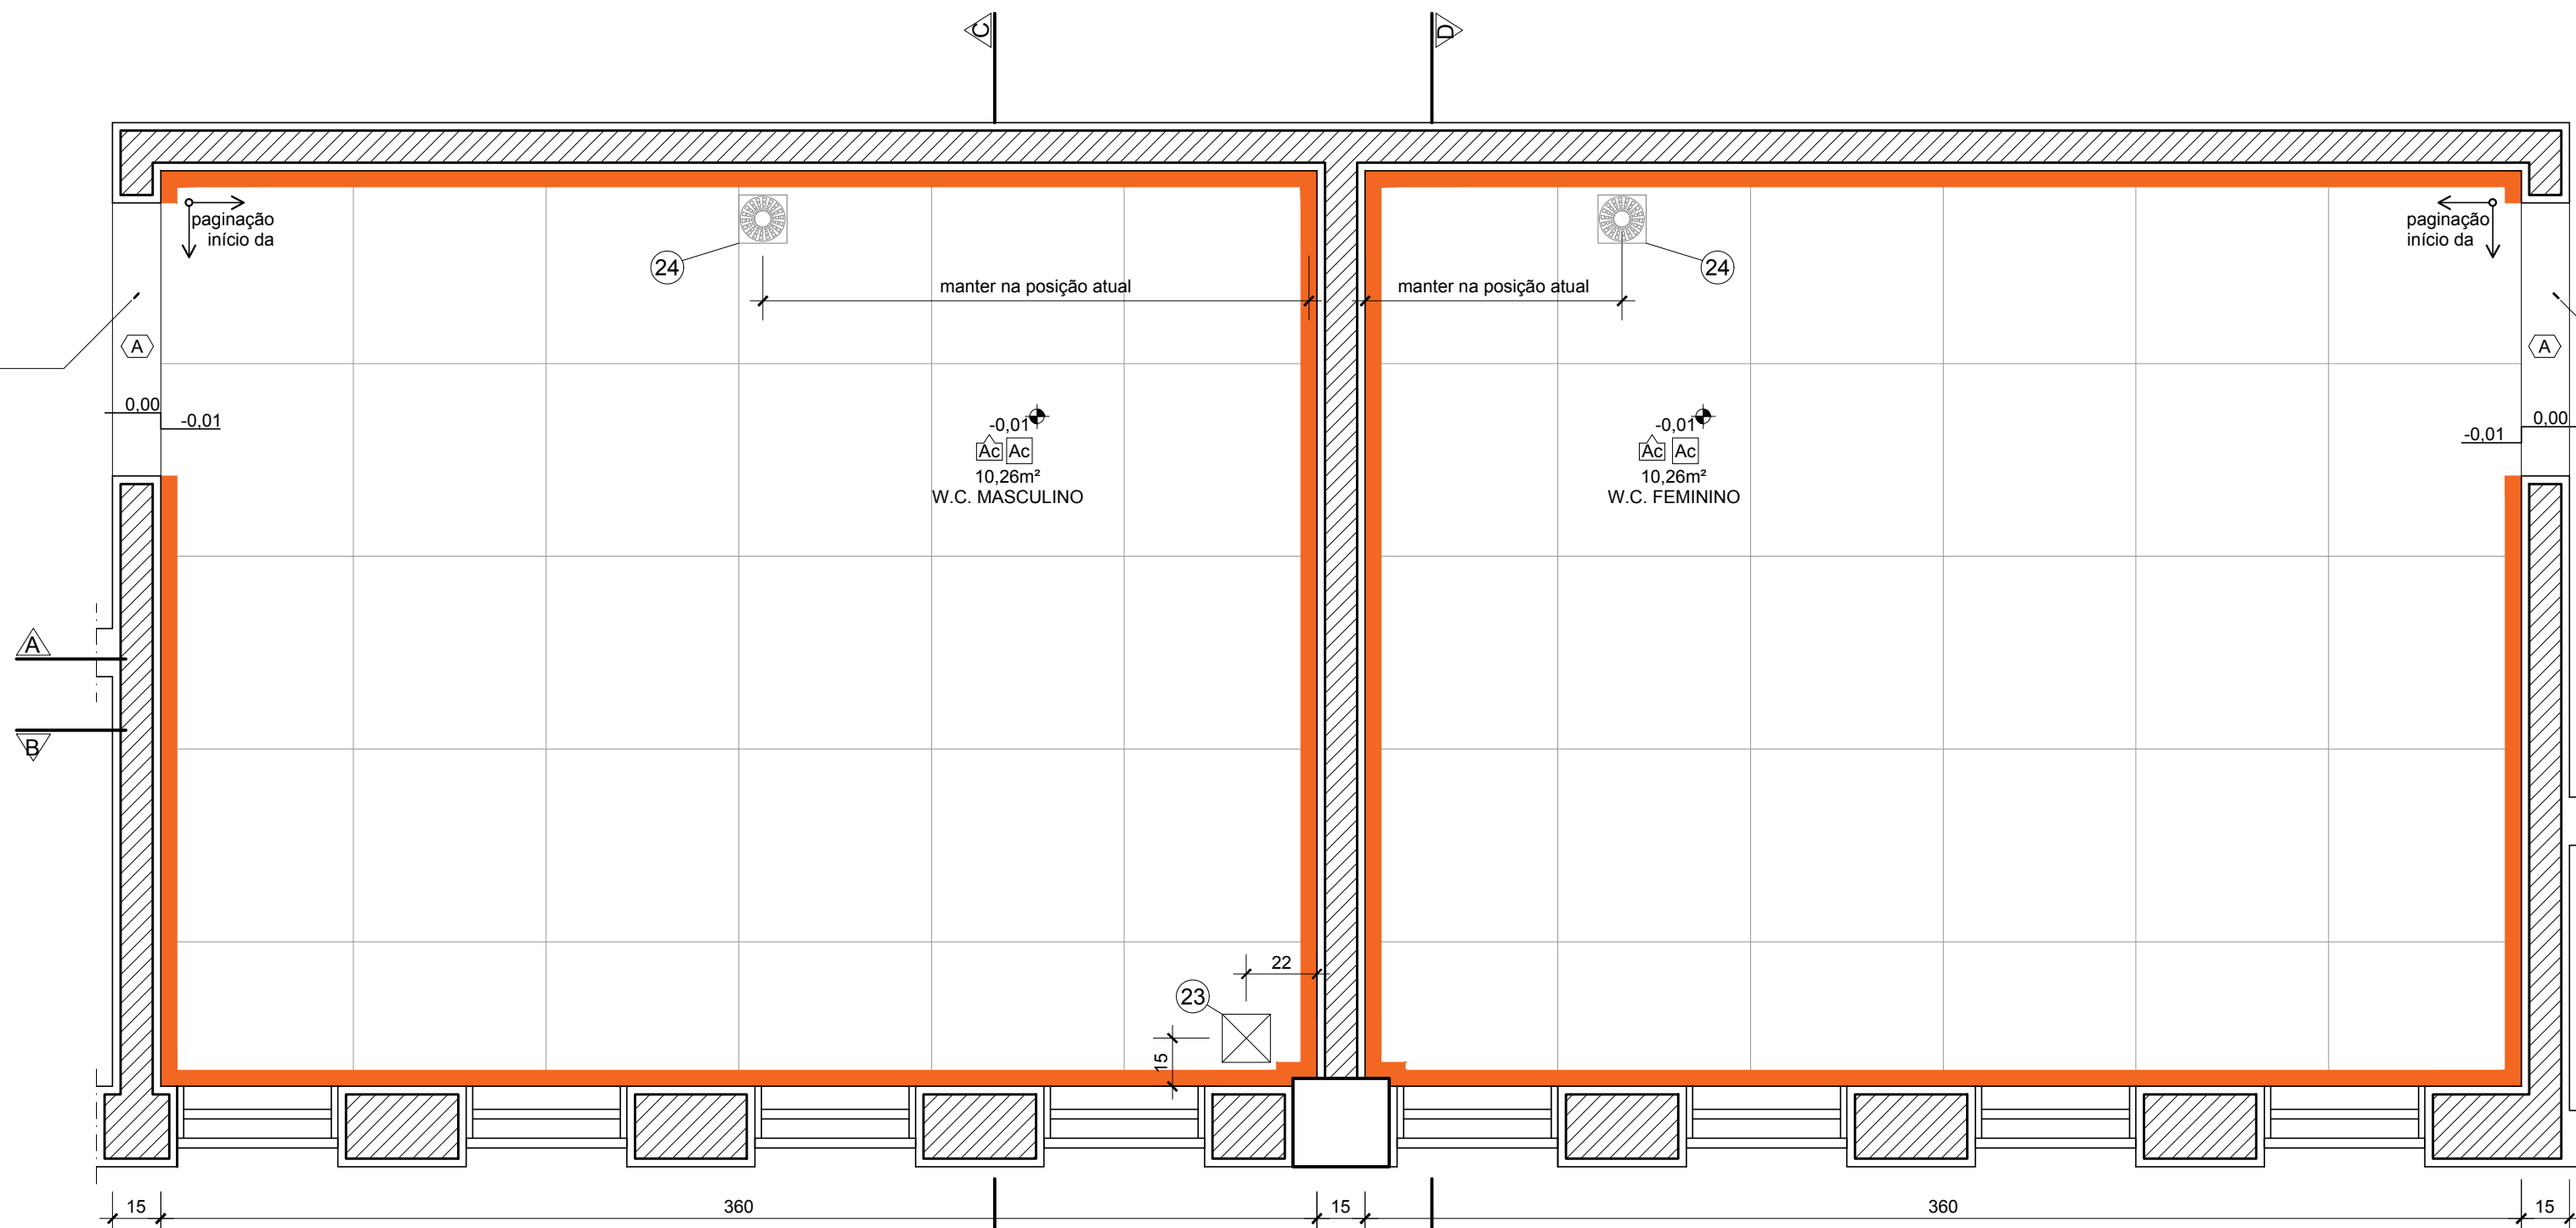 C
D
paginação
início da
paginação
início da
24
24
manter na posição atual
manter na posição atual
A
A
0,00
-0,01
-0,01
Ac Ac
10,26m²
W.C. MASCULINO
-0,01
Ac Ac
10,26m²
W.C. FEMININO
0,00
-0,01
A
B
22
23
15
15
360
15
360
15